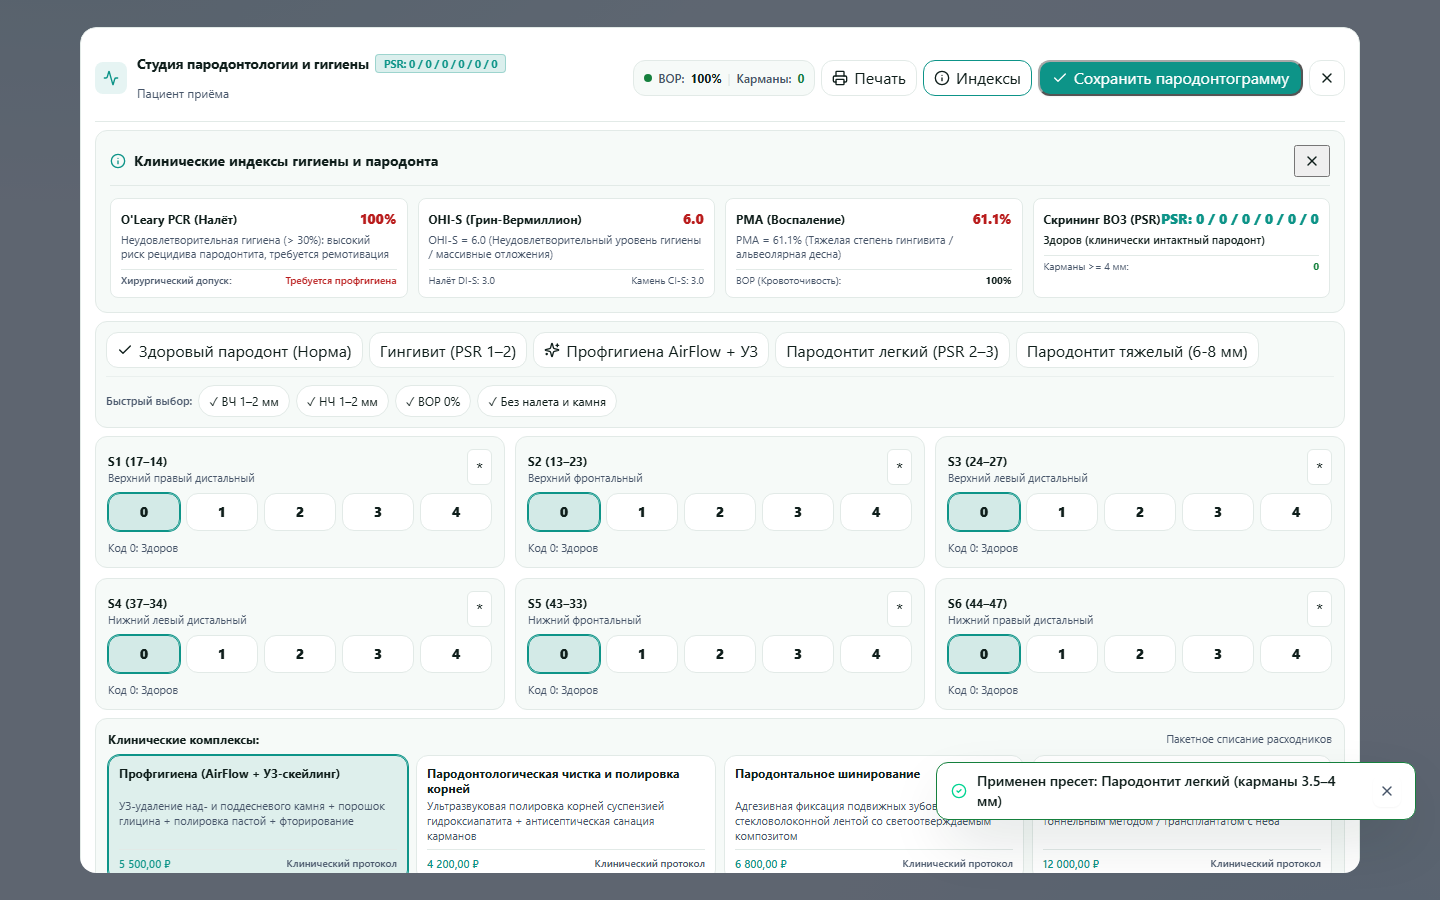 Студия пародонтологии и гигиены PSR: 0 / 0 / 0 / 0 / 0 / 0
Пациент приёма
BOP: 100% | Карманы: 0
Печать
Индексы
Сохранить пародонтограмму
Клинические индексы гигиены и пародонта
O'Leary PCR (Налёт) 100%
Неудовлетворительная гигиена (> 30%): высокий
риск рецидива пародонтита, требуется ремотивация
Хирургический допуск: Требуется профгигиена
OHI-S (Грин-Вермиллион) 6.0
OHI-S = 6.0 (Неудовлетворительный уровень гигиены
/ массивные отложения)
Налёт DI-S: 3.0 Камень CI-S: 3.0
PMA (Воспаление) 61.1%
PMA = 61.1% (Тяжелая степень гингивита /
альвеолярная десна)
BOP (Кровоточивость): 100%
Скрининг ВОЗ (PSR) PSR: 0 / 0 / 0 / 0 / 0 / 0
Здоров (клинически интактный пародонт)
Карманы >= 4 мм: 0
Здоровый пародонт (Норма)
Гингивит (PSR 1–2)
Профгигиена AirFlow + УЗ
Пародонтит легкий (PSR 2–3)
Пародонтит тяжелый (6-8 мм)
Быстрый выбор: ✓ ВЧ 1–2 мм ✓ НЧ 1–2 мм ✓ BOP 0% ✓ Без налета и камня
S1 (17–14) *
Верхний правый дистальный
0 1 2 3 4
Код 0: Здоров
S2 (13–23) *
Верхний фронтальный
0 1 2 3 4
Код 0: Здоров
S3 (24–27) *
Верхний левый дистальный
0 1 2 3 4
Код 0: Здоров
S4 (37–34) *
Нижний левый дистальный
0 1 2 3 4
Код 0: Здоров
S5 (43–33) *
Нижний фронтальный
0 1 2 3 4
Код 0: Здоров
S6 (44–47) *
Нижний правый дистальный
0 1 2 3 4
Код 0: Здоров
Клинические комплексы: Пакетное списание расходников
Профгигиена (AirFlow + УЗ-скейлинг)
УЗ-удаление над- и поддесневого камня + порошок
глицина + полировка пастой + фторирование
5 500,00 ₽ Клинический протокол
Пародонтологическая чистка и полировка
корней
Ультразвуковая полировка корней суспензией
гидроксиапатита + антисептическая санация
карманов
4 200,00 ₽ Клинический протокол
Пародонтальное шинирование
Адгезивная фиксация подвижных зубов
стекловолоконной лентой со светоотверждаемым
композитом
6 800,00 ₽ Клинический протокол
тоннельным методом / трансплантатом с неба
12 000,00 ₽ Клинический протокол
Применен пресет: Пародонтит легкий (карманы 3.5–4
мм)